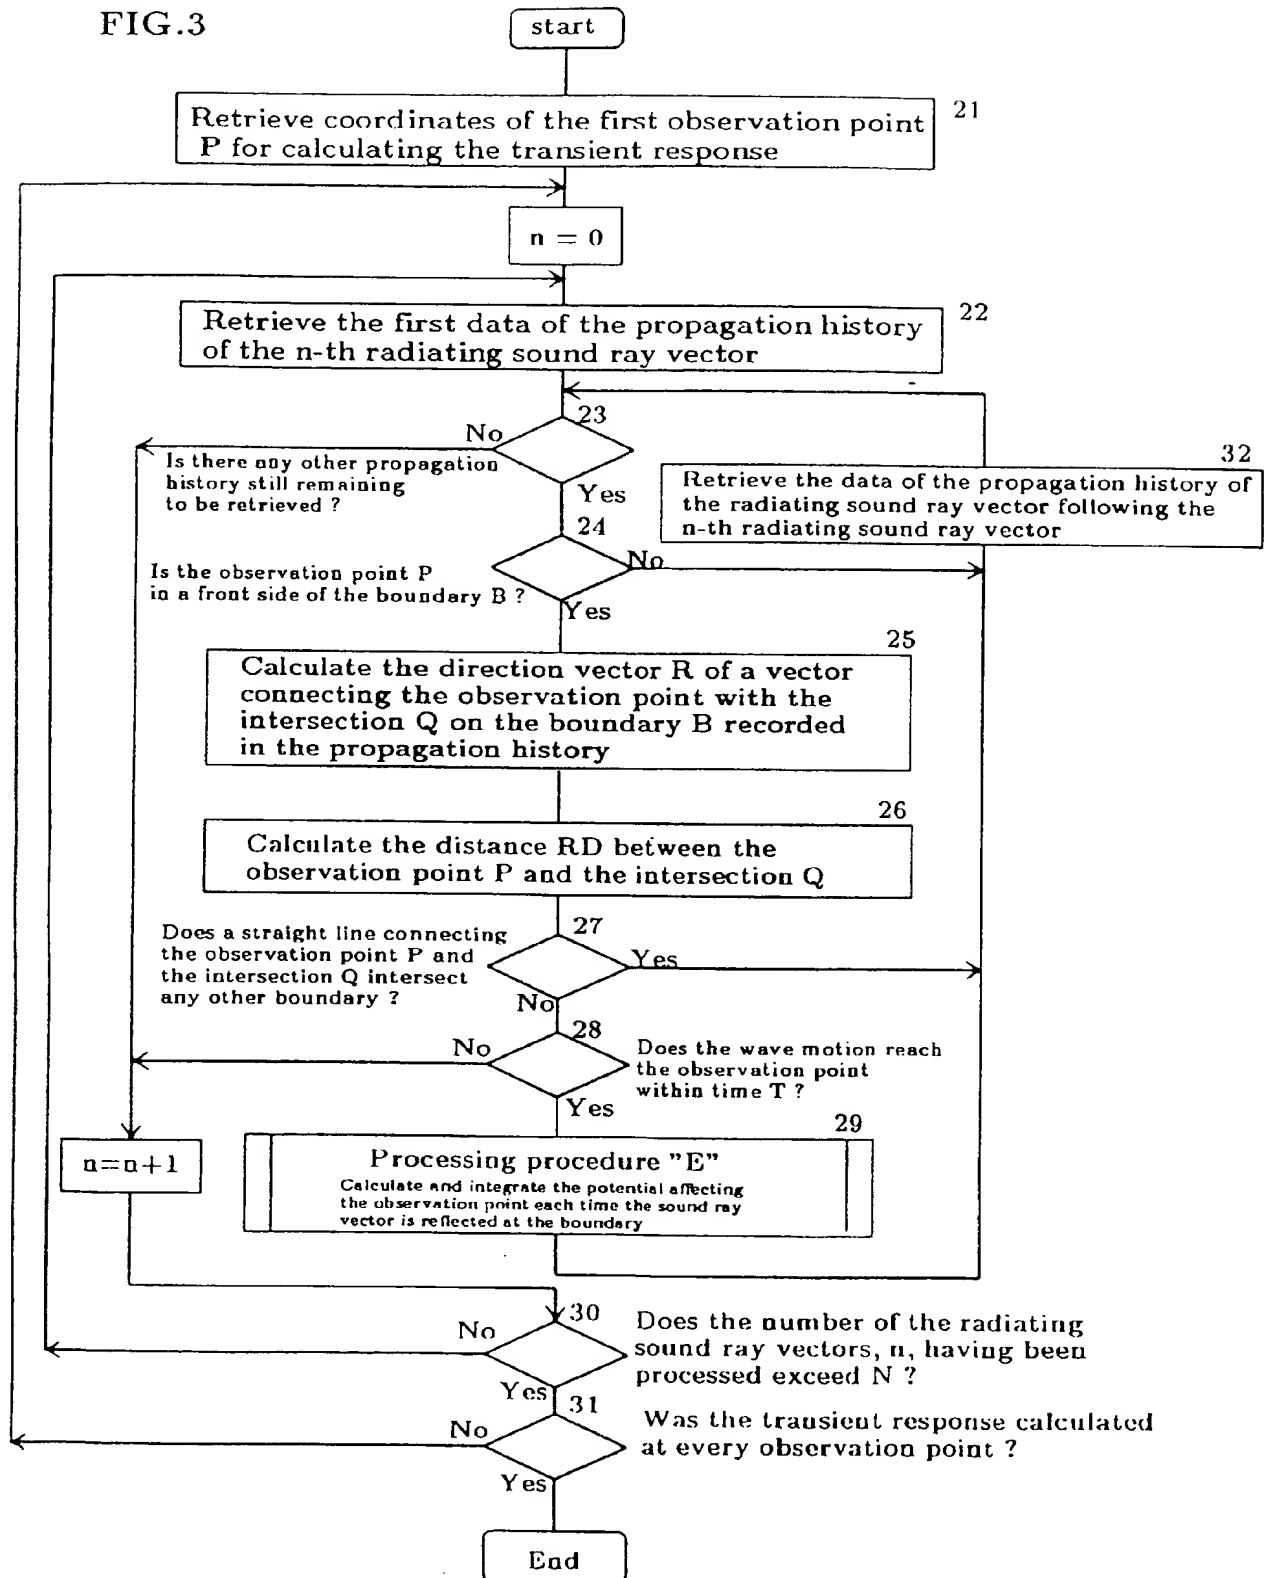 FIG.3
start
21
Retrieve coordinates of the first observation point
P for calculating the transient response
n = 0
22
Retrieve the first data of the propagation history
of the n-th radiating sound ray vector
23
No
Is there any other propagation
history still remaining
to be retrieved ?
Yes
32
Retrieve the data of the propagation history of
the radiating sound ray vector following the
n-th radiating sound ray vector
24
No
Is the observation point P
in a front side of the boundary B ?
Yes
25
Calculate the direction vector R of a vector
connecting the observation point with the
intersection Q on the boundary B recorded
in the propagation history
26
Calculate the distance RD between the
observation point P and the intersection Q
27
Does a straight line connecting
the observation point P and
the intersection Q intersect
any other boundary ?
Yes
No
28
No
Does the wave motion reach
the observation point
within time T ?
Yes
29
n=n+1
Processing procedure "E"
Calculate and integrate the potential affecting
the observation point each time the sound ray
vector is reflected at the boundary
30
No
Does the number of the radiating
sound ray vectors, n, having been
processed exceed N ?
Yes
31
No
Was the transient response calculated
at every observation point ?
Yes
End